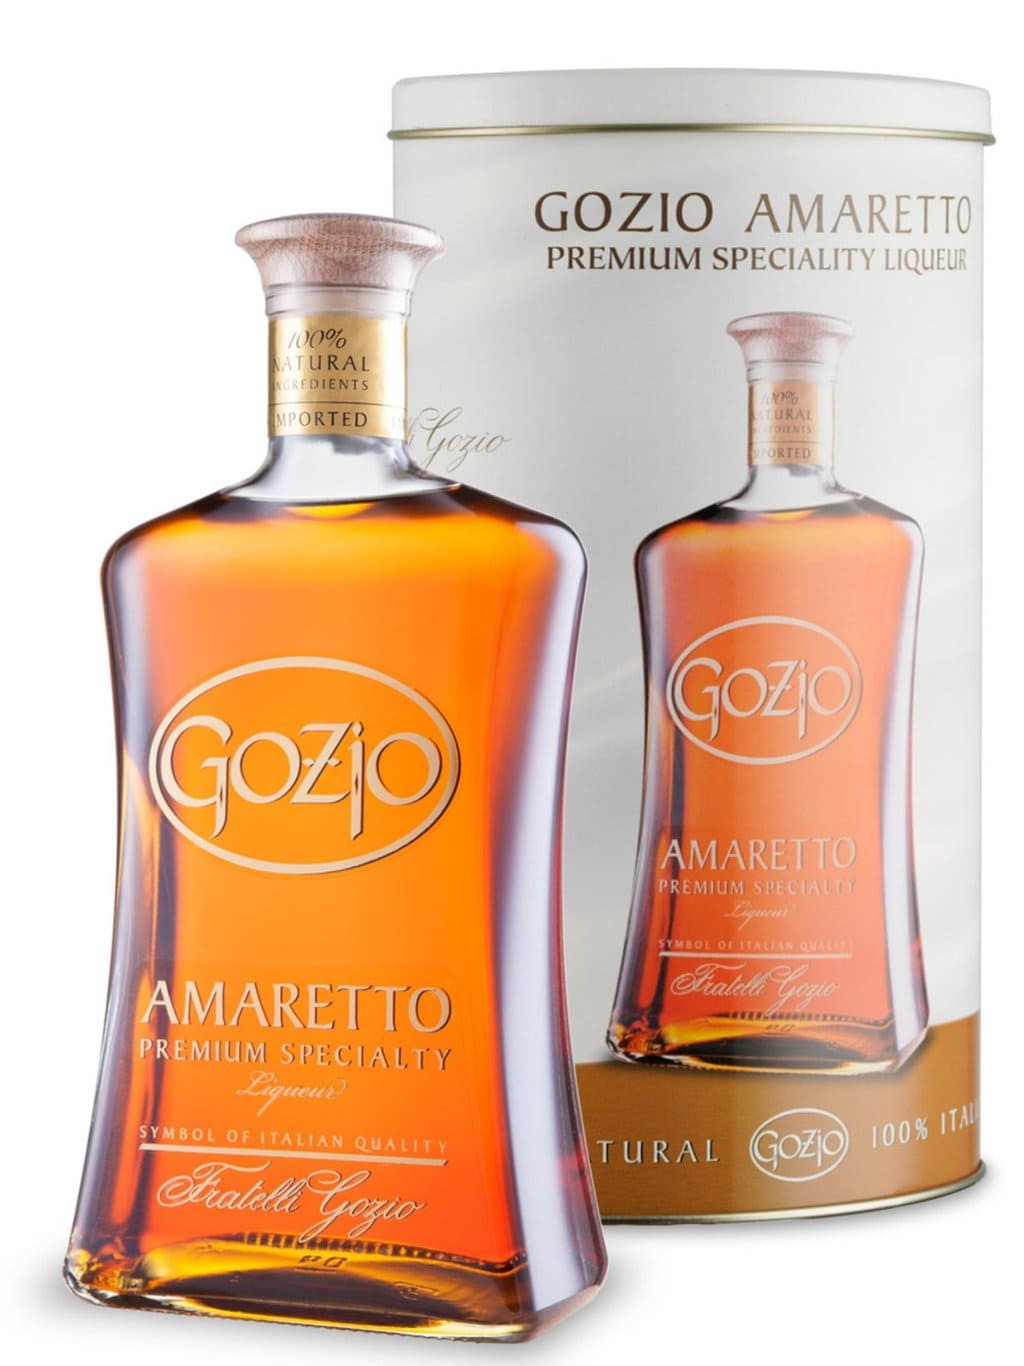 100%
NATURAL
INGREDIENTS
IMPORTED
GOZIO
AMARETTO
PREMIUM SPECIALTY
Liqueur
SYMBOL OF ITALIAN QUALITY
Fratelli Gozio
GOZIO AMARETTO
PREMIUM SPECIALITY LIQUEUR
Gozio
100%
NATURAL
INGREDIENTS
IMPORTED
GOZIO
AMARETTO
PREMIUM SPECIALTY
Liqueur
SYMBOL OF ITALIAN QUALITY
Fratelli Gozio
TURAL GOZIO 100% ITAL